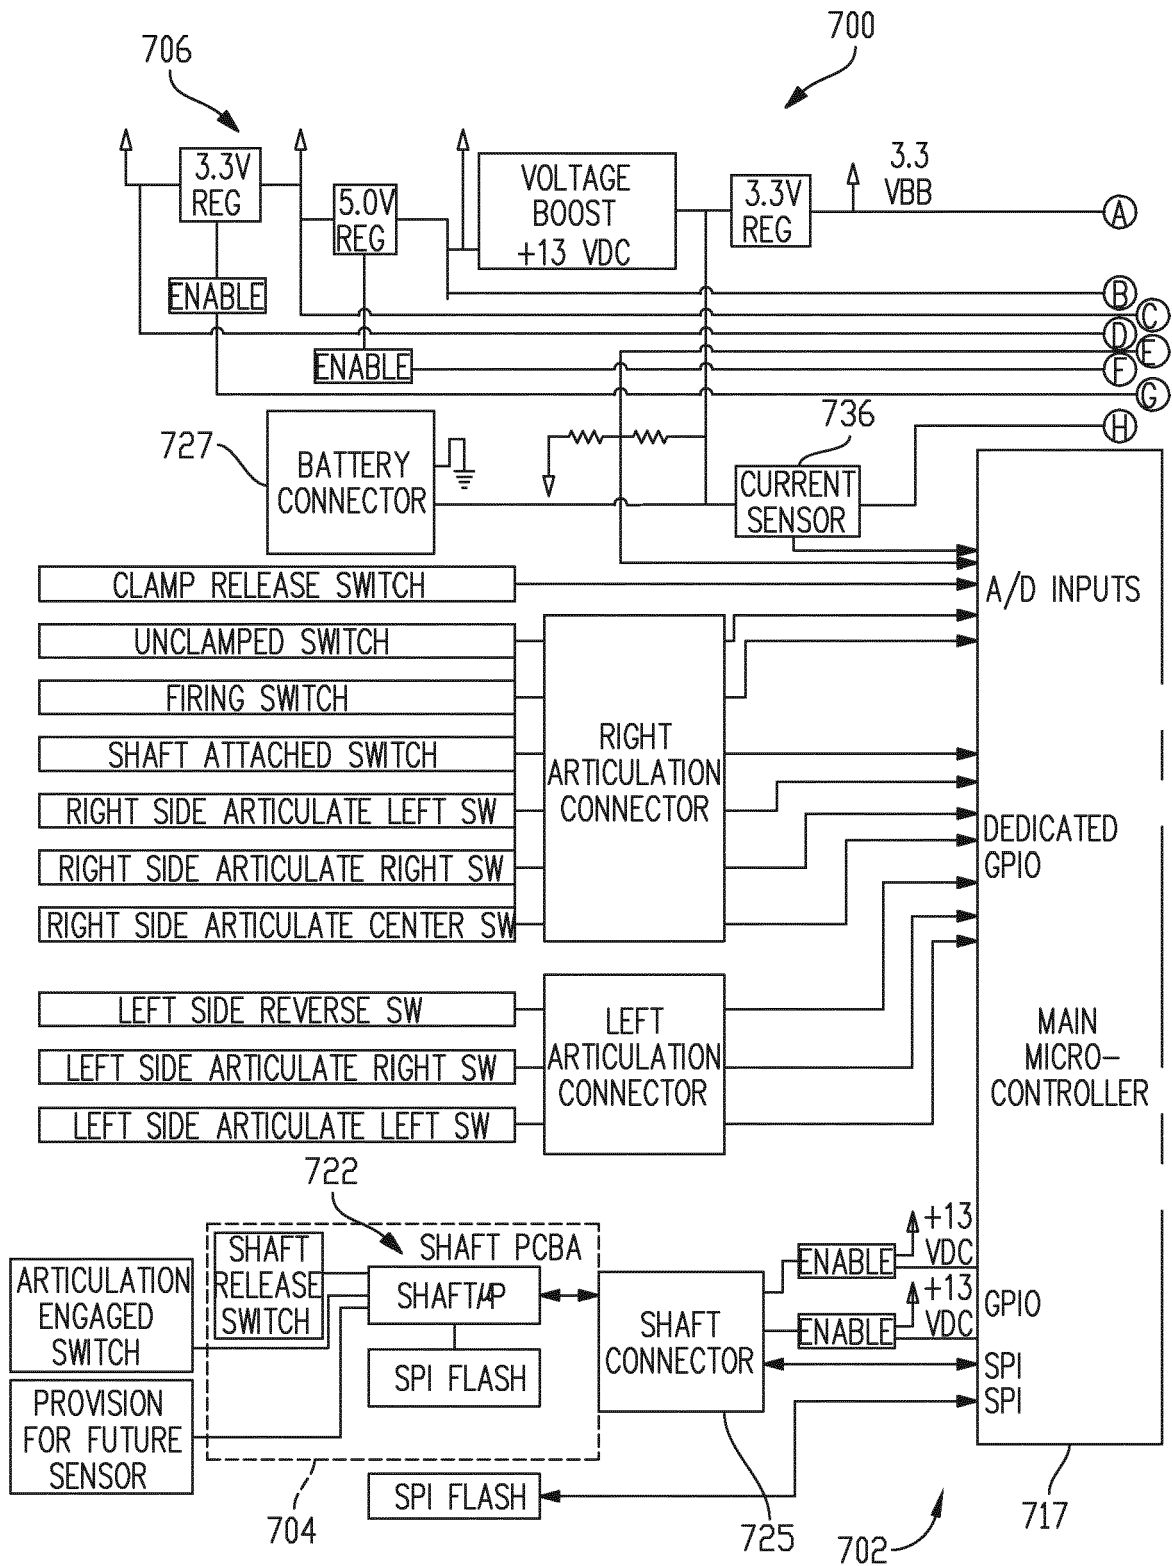 700
706
3.3V
REG
5.0V
REG
VOLTAGE
BOOST
+13 VDC
3.3V
REG
3.3
VBB
A
ENABLE
B
C
D
E
ENABLE
F
G
736
H
727
BATTERY
CONNECTOR
CURRENT
SENSOR
CLAMP RELEASE SWITCH
A/D INPUTS
UNCLAMPED SWITCH
FIRING SWITCH
SHAFT ATTACHED SWITCH
RIGHT
ARTICULATION
CONNECTOR
RIGHT SIDE ARTICULATE LEFT SW
RIGHT SIDE ARTICULATE RIGHT SW
RIGHT SIDE ARTICULATE CENTER SW
DEDICATED
GPIO
LEFT SIDE REVERSE SW
LEFT SIDE ARTICULATE RIGHT SW
LEFT SIDE ARTICULATE LEFT SW
LEFT
ARTICULATION
CONNECTOR
MAIN
MICRO-
CONTROLLER
722
SHAFT PCBA
SHAFT
RELEASE
SWITCH
SHAFT/µP
SPI FLASH
ARTICULATION
ENGAGED
SWITCH
PROVISION
FOR FUTURE
SENSOR
SHAFT
CONNECTOR
ENABLE
+13
VDC
ENABLE
+13
VDC
GPIO
SPI
SPI
704
SPI FLASH
725
702
717